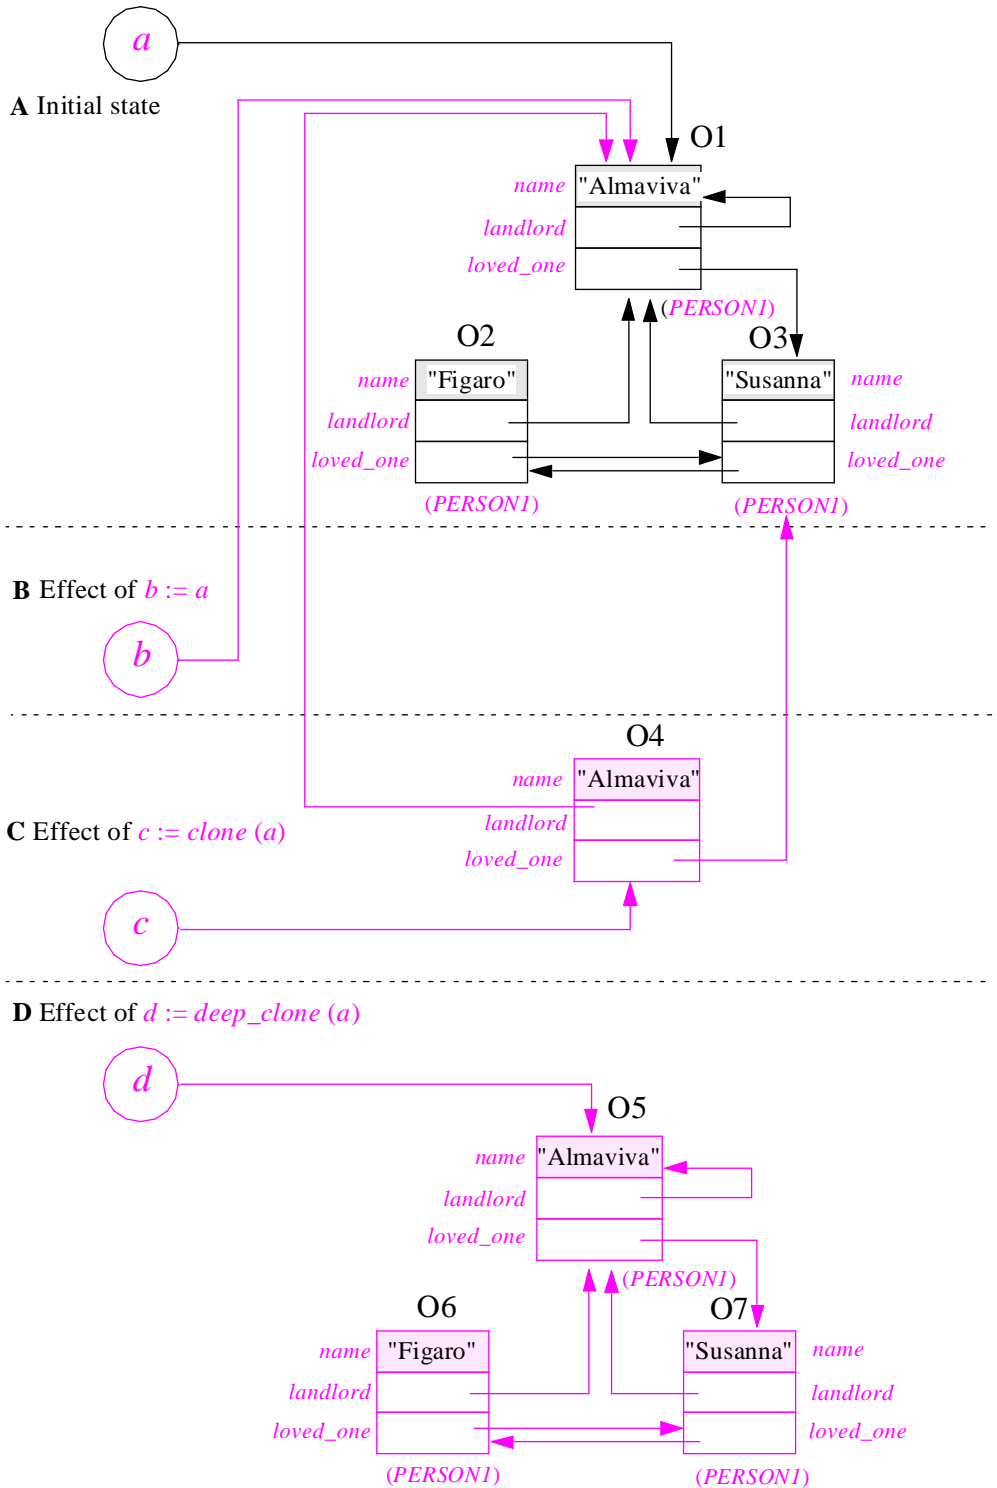 a
A Initial state
O1
name "Almaviva"
landlord
loved_one
(PERSON1)
O2 O3
name "Figaro" "Susanna" name
landlord landlord
loved_one loved_one
(PERSON1) (PERSON1)
B Effect of b := a
b
O4
name "Almaviva"
landlord
C Effect of c := clone (a)
loved_one
c
D Effect of d := deep_clone (a)
d
O5
name "Almaviva"
landlord
loved_one
(PERSON1)
O6 O7
name "Figaro" "Susanna" name
landlord landlord
loved_one loved_one
(PERSON1) (PERSON1)